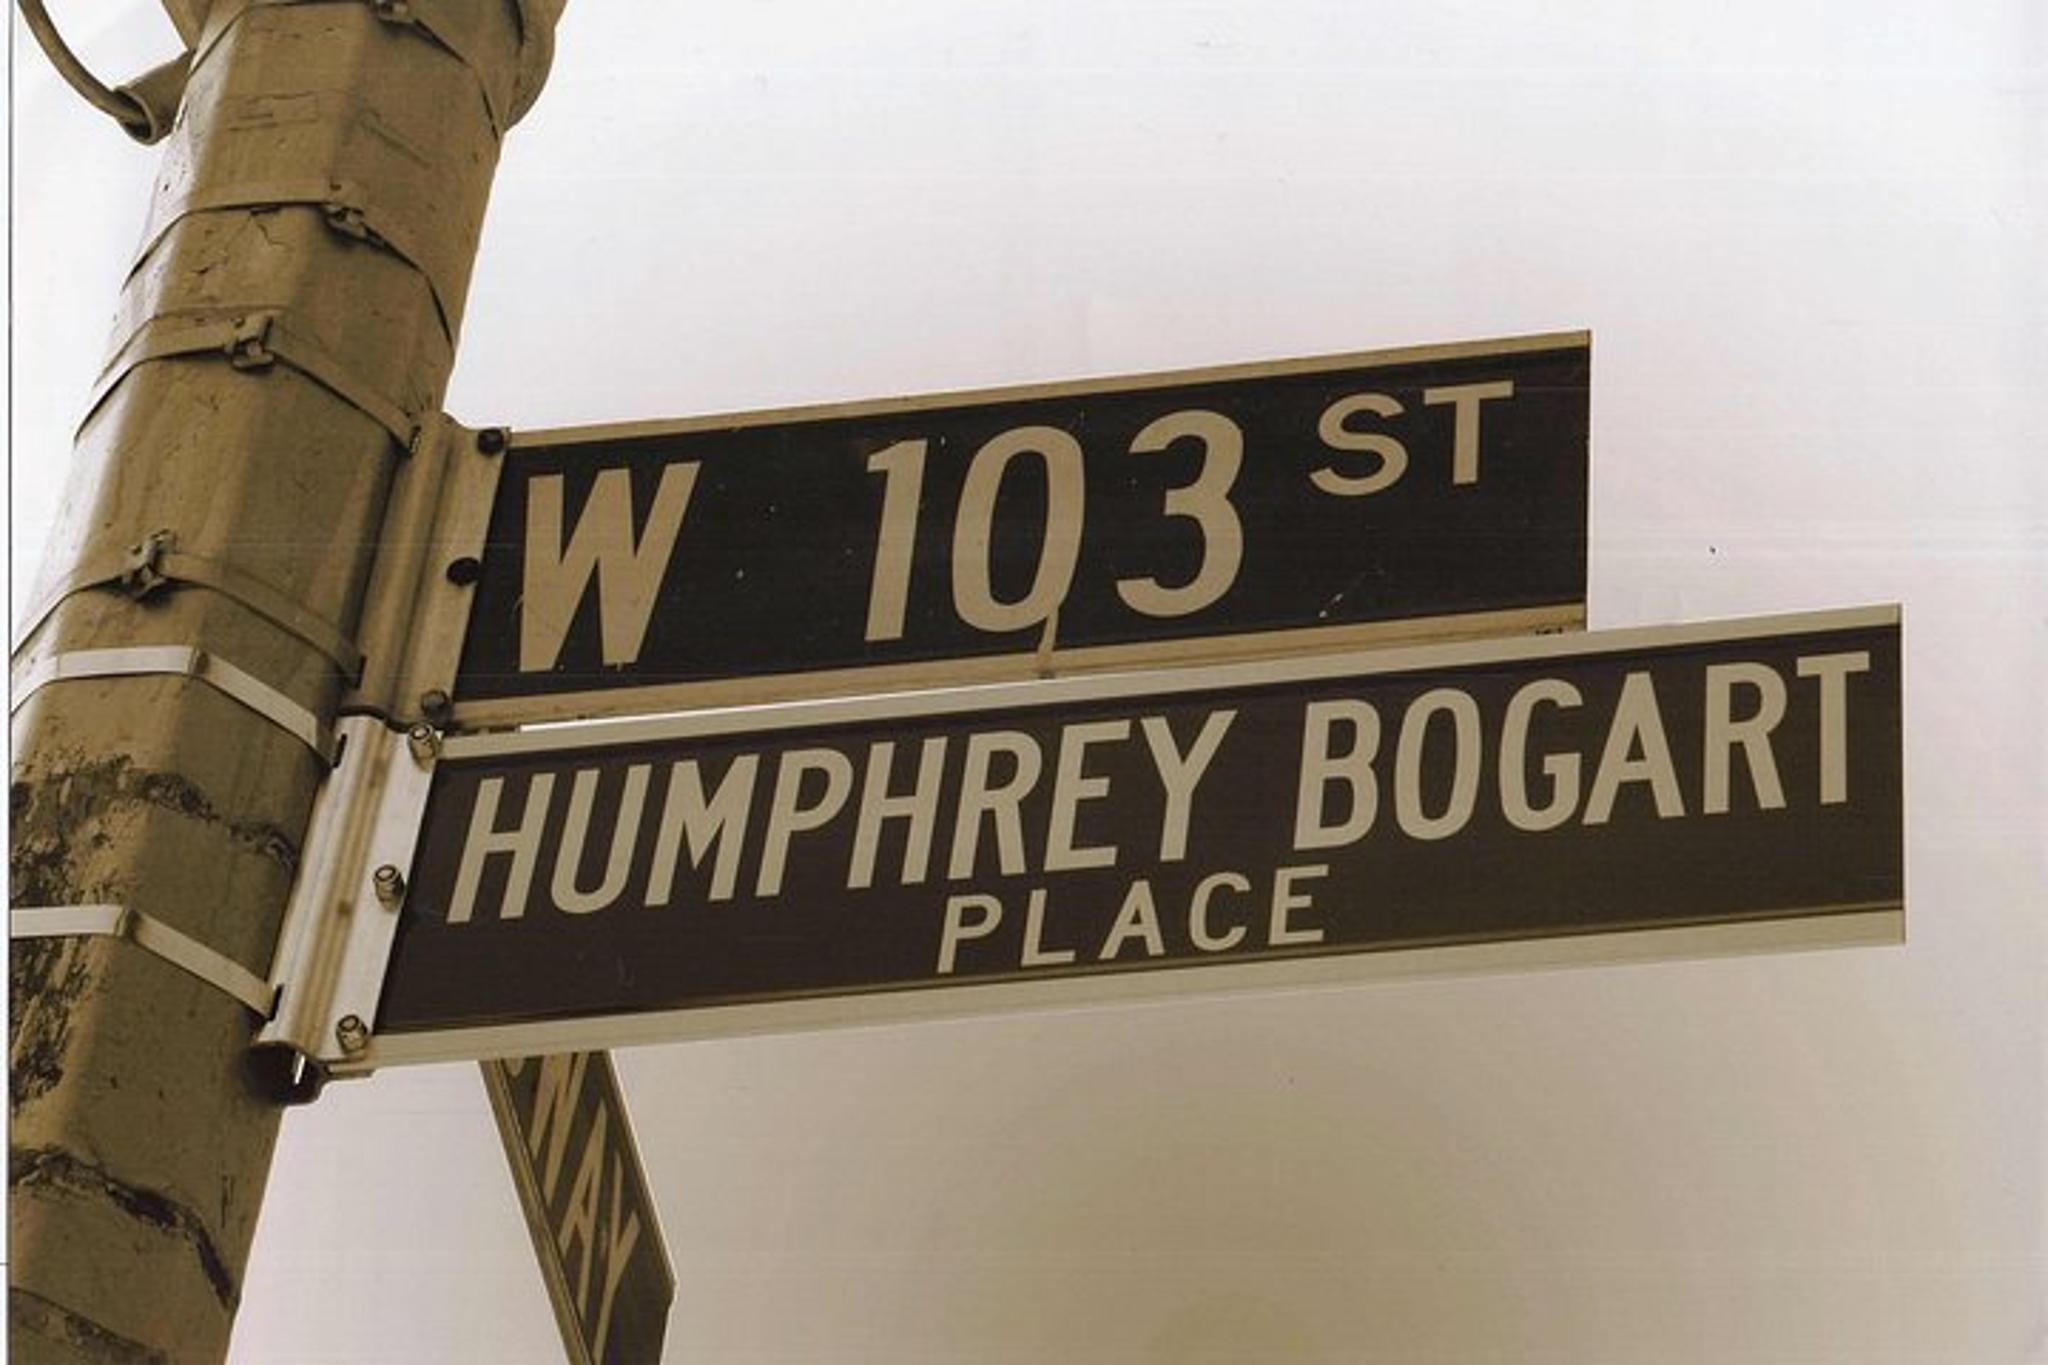 W 103 ST
HUMPHREY BOGART
PLACE